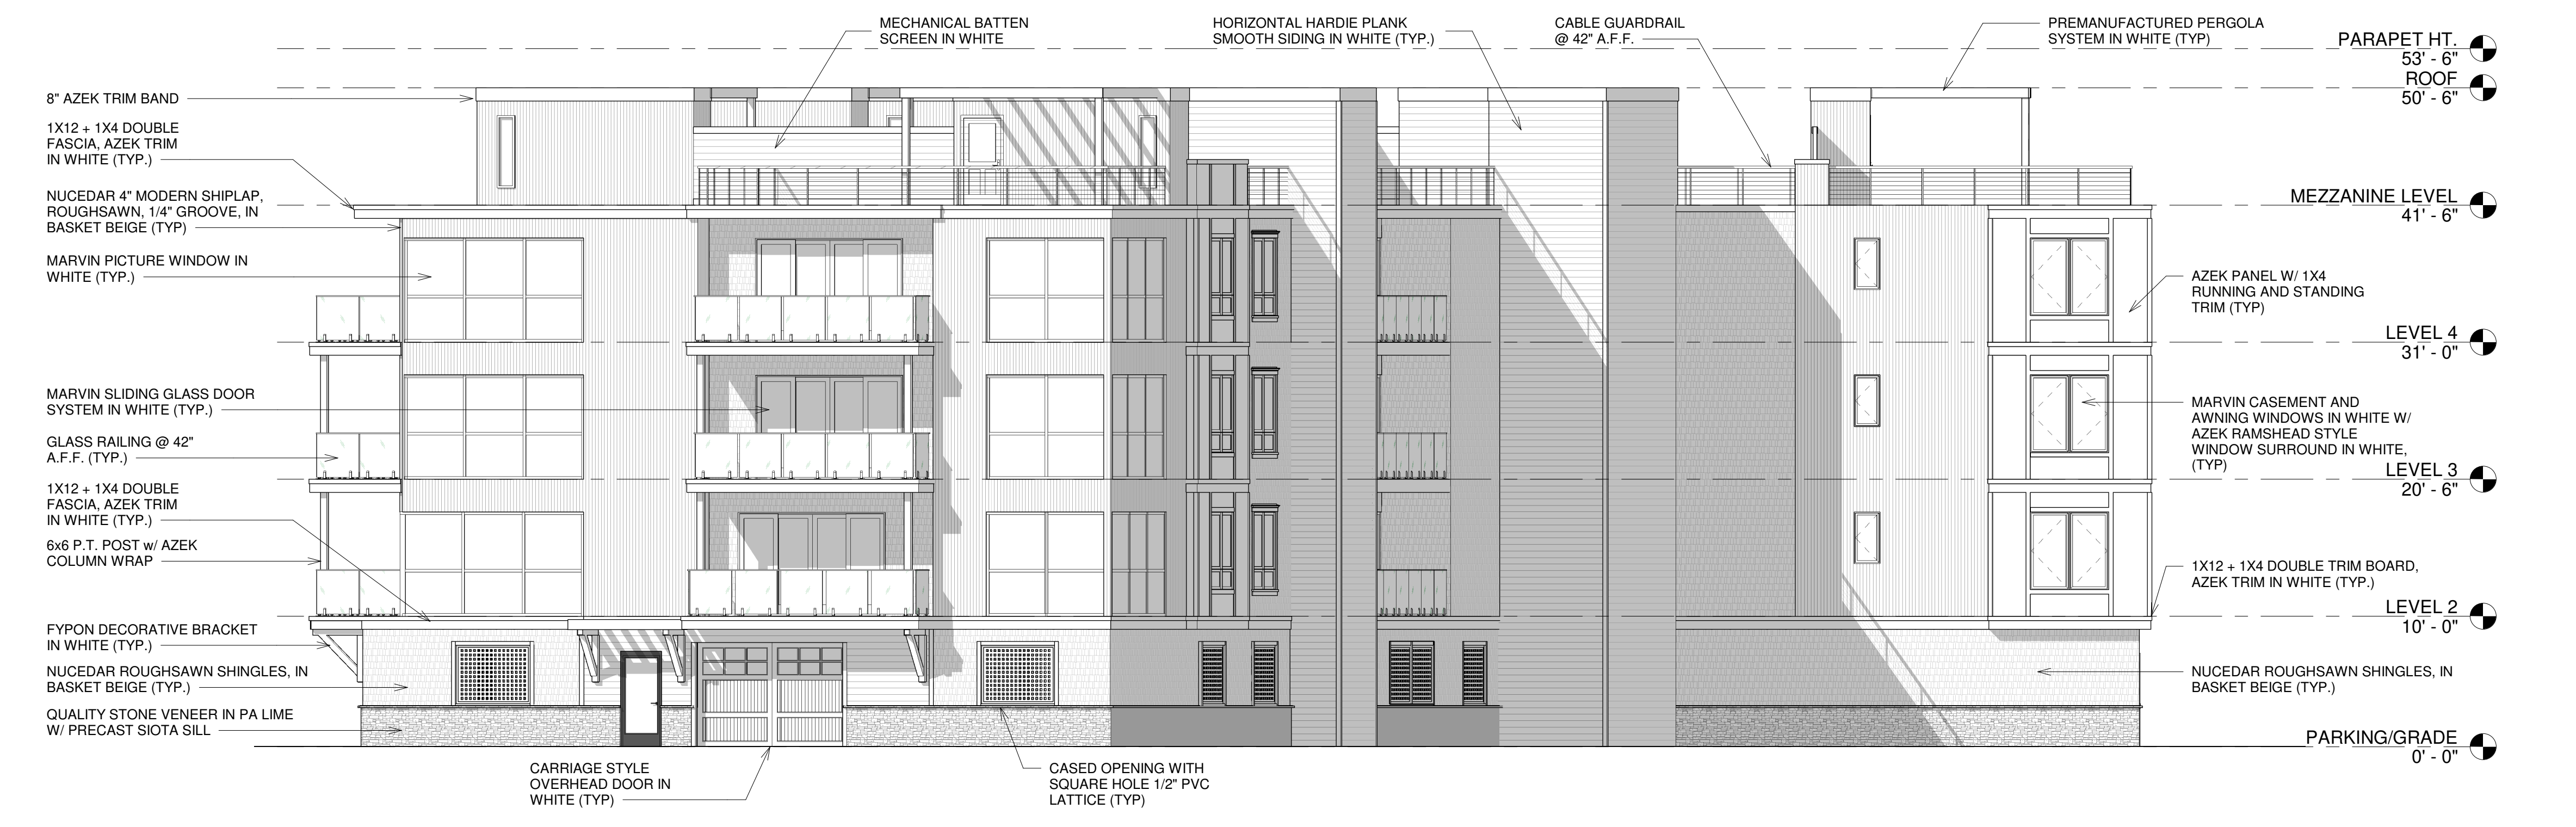 MECHANICAL BATTEN
SCREEN IN WHITE
HORIZONTAL HARDIE PLANK
SMOOTH SIDING IN WHITE (TYP.)
CABLE GUARDRAIL
@ 42" A.F.F.
PREMANUFACTURED PERGOLA
SYSTEM IN WHITE (TYP)
PARAPET HT.
53' - 6"
ROOF
50' - 6"
MEZZANINE LEVEL
41' - 6"
LEVEL 4
31' - 0"
LEVEL 3
20' - 6"
LEVEL 2
10' - 0"
PARKING/GRADE
0' - 0"
8" AZEK TRIM BAND
1X12 + 1X4 DOUBLE
FASCIA, AZEK TRIM
IN WHITE (TYP.)
NUCEDAR 4" MODERN SHIPLAP,
ROUGHSAWN, 1/4" GROOVE, IN
BASKET BEIGE (TYP)
MARVIN PICTURE WINDOW IN
WHITE (TYP.)
MARVIN SLIDING GLASS DOOR
SYSTEM IN WHITE (TYP.)
GLASS RAILING @ 42"
A.F.F. (TYP.)
1X12 + 1X4 DOUBLE
FASCIA, AZEK TRIM
IN WHITE (TYP.)
6x6 P.T. POST w/ AZEK
COLUMN WRAP
FYPON DECORATIVE BRACKET
IN WHITE (TYP.)
NUCEDAR ROUGHSAWN SHINGLES, IN
BASKET BEIGE (TYP.)
QUALITY STONE VENEER IN PA LIME
W/ PRECAST SIOTA SILL
AZEK PANEL W/ 1X4
RUNNING AND STANDING
TRIM (TYP)
MARVIN CASEMENT AND
AWNING WINDOWS IN WHITE W/
AZEK RAMSHEAD STYLE
WINDOW SURROUND IN WHITE,
(TYP)
1X12 + 1X4 DOUBLE TRIM BOARD,
AZEK TRIM IN WHITE (TYP.)
NUCEDAR ROUGHSAWN SHINGLES, IN
BASKET BEIGE (TYP.)
CARRIAGE STYLE
OVERHEAD DOOR IN
WHITE (TYP)
CASED OPENING WITH
SQUARE HOLE 1/2" PVC
LATTICE (TYP)